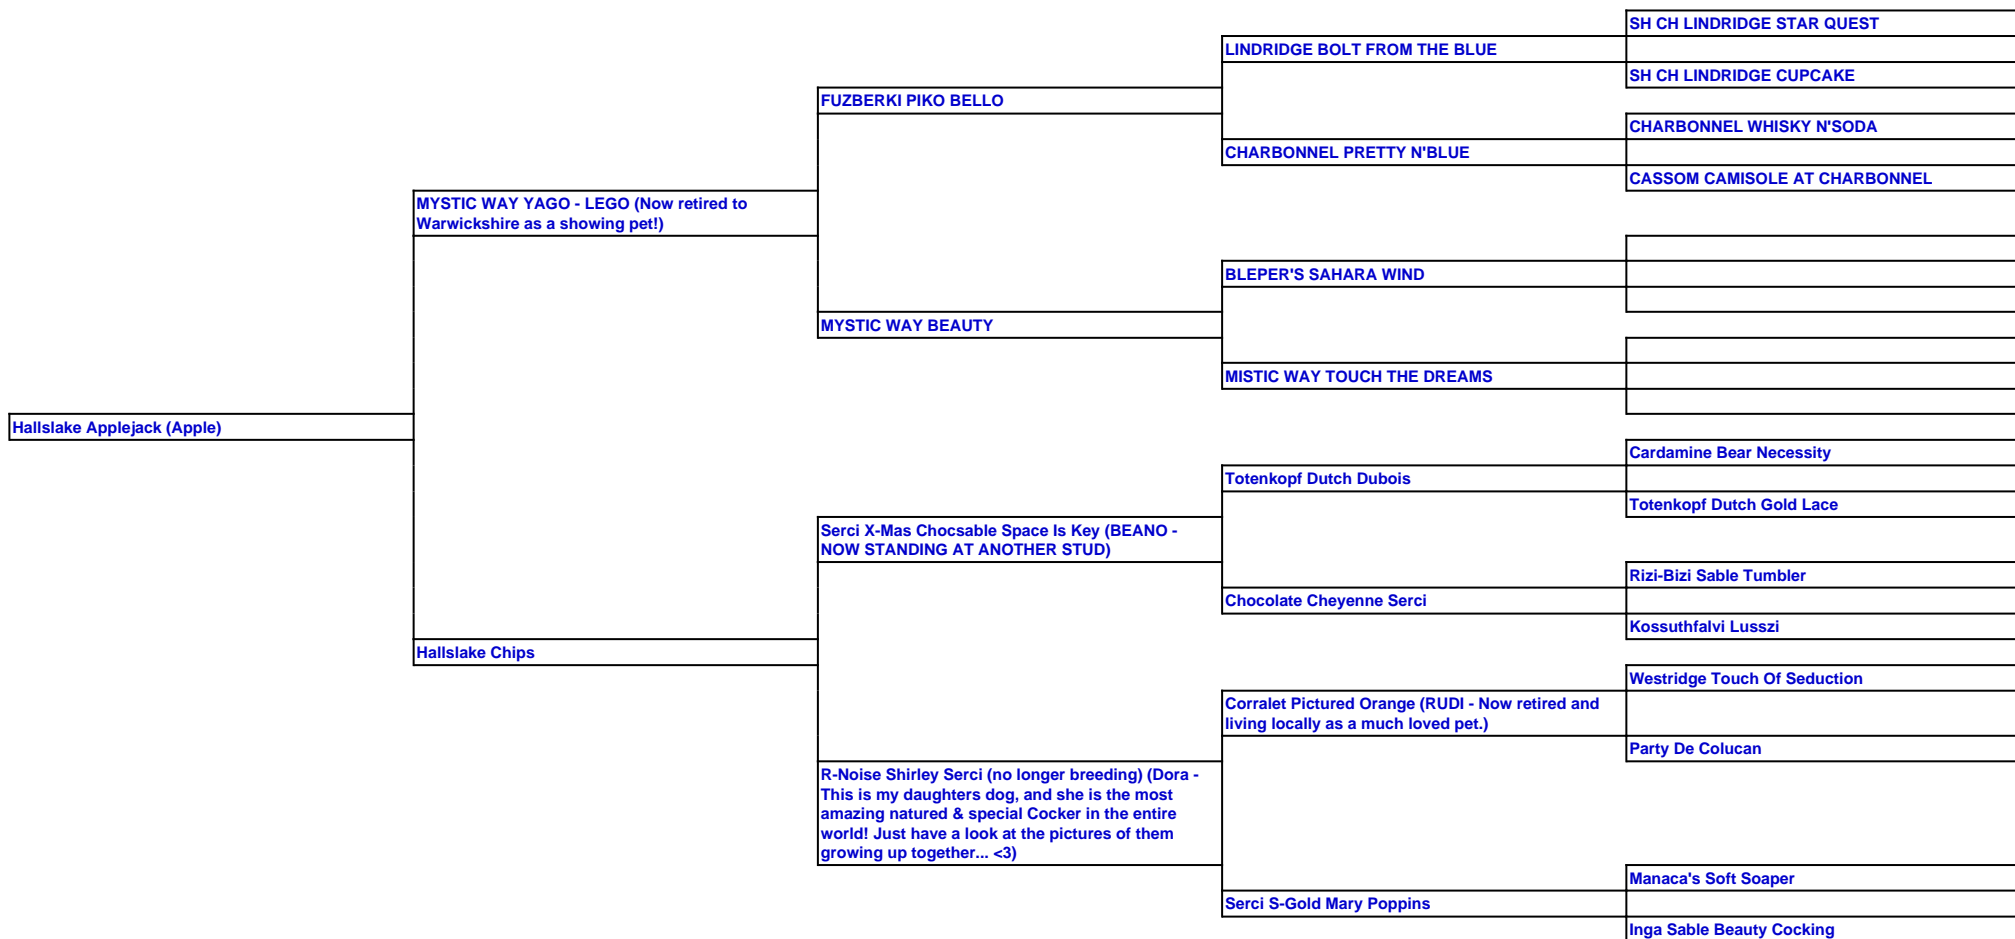 SH CH LINDRIDGE STAR QUEST
LINDRIDGE BOLT FROM THE BLUE
SH CH LINDRIDGE CUPCAKE
FUZBERKI PIKO BELLO
CHARBONNEL WHISKY N'SODA
CHARBONNEL PRETTY N'BLUE
CASSOM CAMISOLE AT CHARBONNEL
MYSTIC WAY YAGO - LEGO (Now retired to
Warwickshire as a showing pet!)
BLEPER'S SAHARA WIND
MYSTIC WAY BEAUTY
MISTIC WAY TOUCH THE DREAMS
Hallslake Applejack (Apple)
Cardamine Bear Necessity
Totenkopf Dutch Dubois
Totenkopf Dutch Gold Lace
Serci X-Mas Chocsable Space Is Key (BEANO -
NOW STANDING AT ANOTHER STUD)
Rizi-Bizi Sable Tumbler
Chocolate Cheyenne Serci
Kossuthfalvi Lusszi
Hallslake Chips
Westridge Touch Of Seduction
Corralet Pictured Orange (RUDI - Now retired and
living locally as a much loved pet.)
Party De Colucan
R-Noise Shirley Serci (no longer breeding) (Dora -
This is my daughters dog, and she is the most
amazing natured & special Cocker in the entire
world! Just have a look at the pictures of them
growing up together... <3)
Manaca's Soft Soaper
Serci S-Gold Mary Poppins
Inga Sable Beauty Cocking